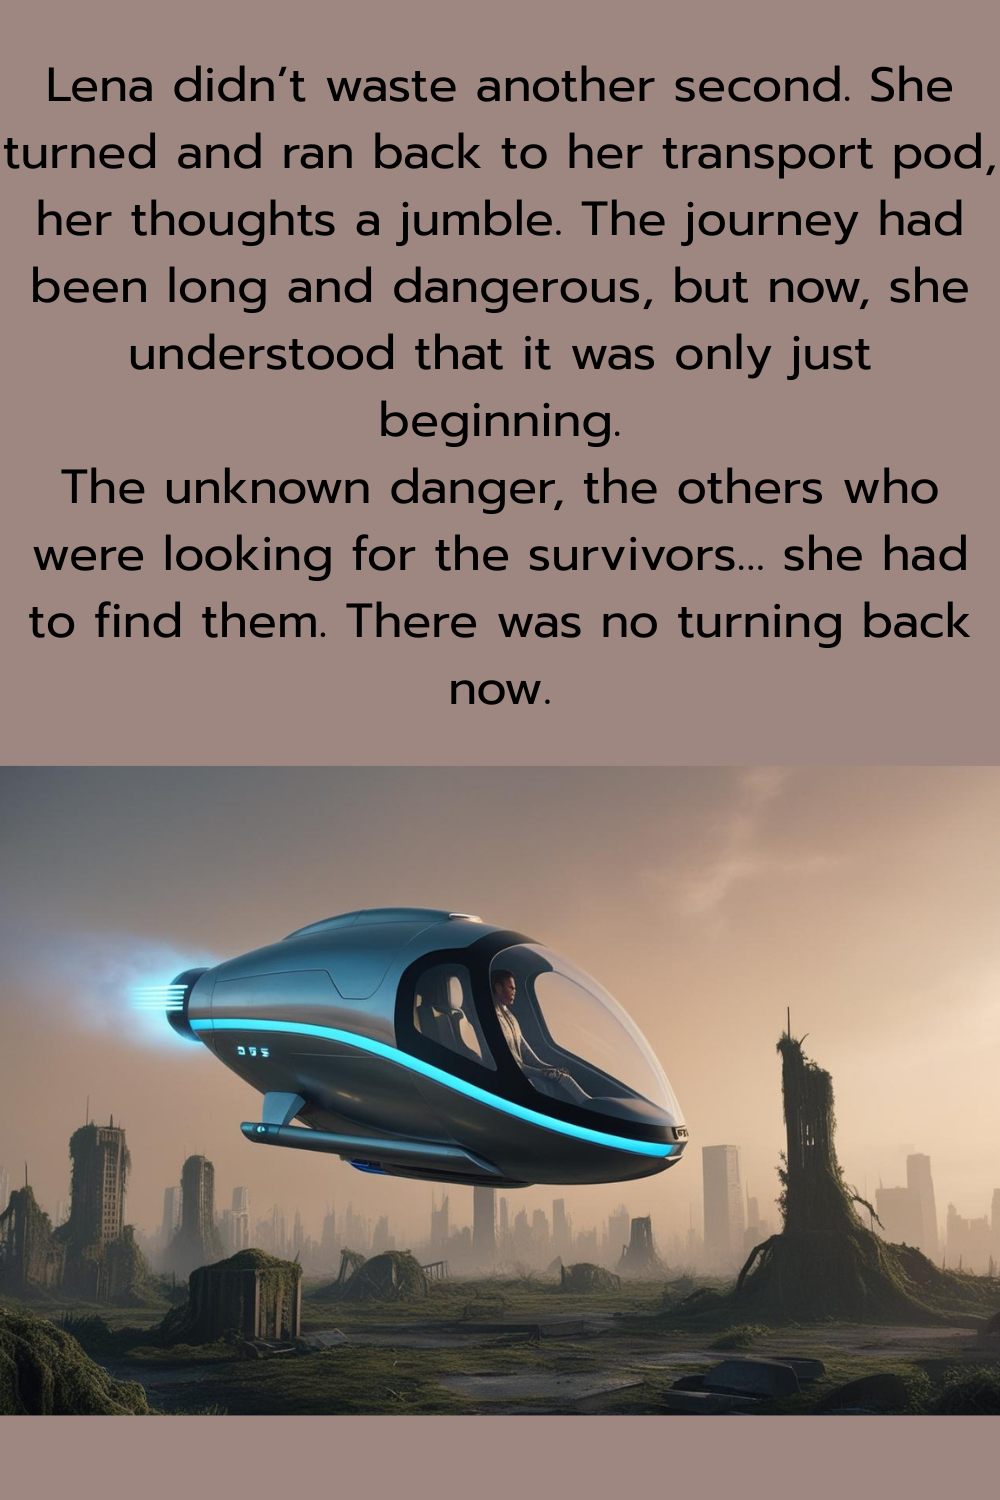 Lena didn’t waste another second. She
turned and ran back to her transport pod,
her thoughts a jumble. The journey had
been long and dangerous, but now, she
understood that it was only just
beginning.
The unknown danger, the others who
were looking for the survivors... she had
to find them. There was no turning back
now.